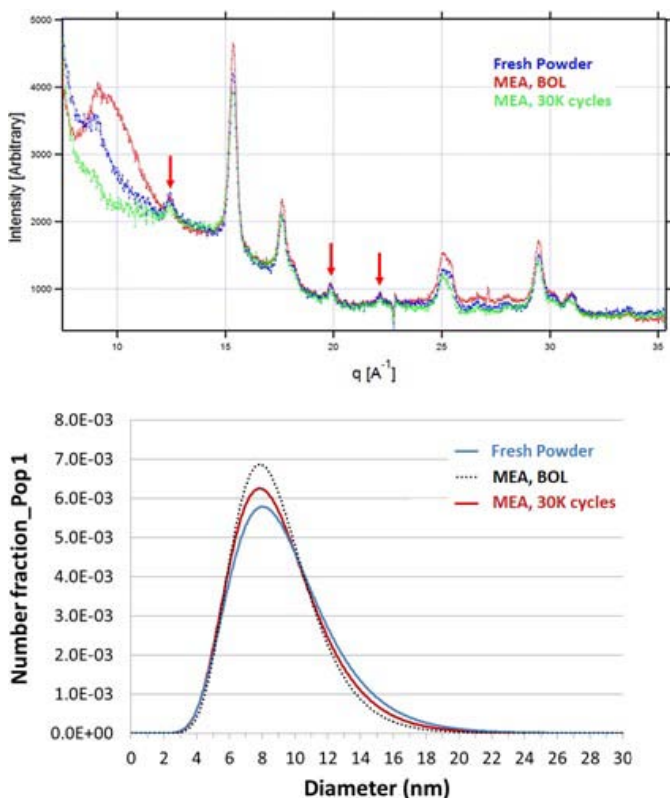 5000
4000
3000
2000
1000
Intensity [Arbitrary]
Fresh Powder
MEA, BOL
MEA, 30K cycles
10 15 20 25 30 35
q [A⁻¹]
8.0E-03
7.0E-03
6.0E-03
5.0E-03
4.0E-03
3.0E-03
2.0E-03
1.0E-03
0.0E+00
Number fraction_Pop 1
Fresh Powder
MEA, BOL
MEA, 30K cycles
0 2 4 6 8 10 12 14 16 18 20 22 24 26 28 30
Diameter (nm)